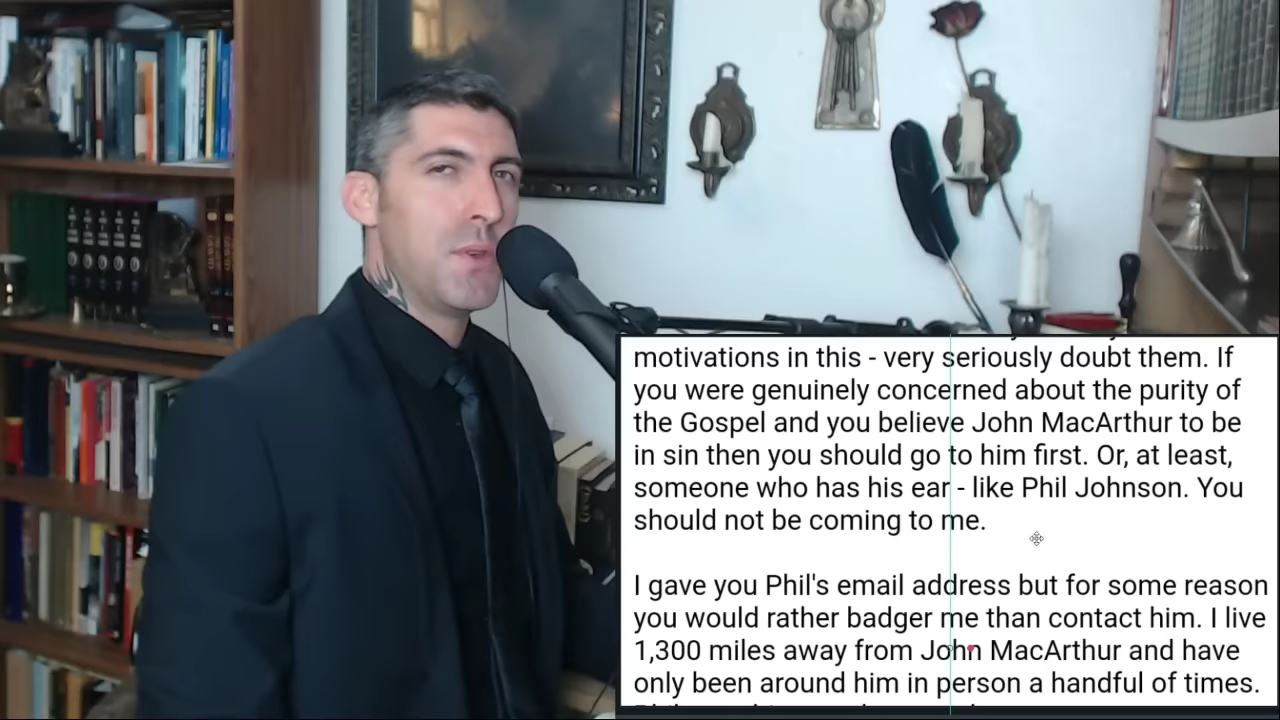 motivations in this - very seriously doubt them. If
you were genuinely concerned about the purity of
the Gospel and you believe John MacArthur to be
in sin then you should go to him first. Or, at least,
someone who has his ear - like Phil Johnson. You
should not be coming to me.
I gave you Phil's email address but for some reason
you would rather badger me than contact him. I live
1,300 miles away from John MacArthur and have
only been around him in person a handful of times.